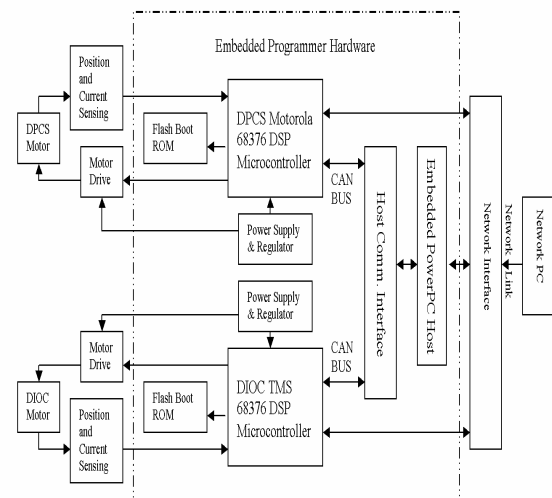 Embedded Programmer Hardware
Position
and
Current
Sensing
DPCS
Motor
Motor
Drive
Flash Boot
ROM
DPCS Motorola
68376 DSP
Microcontroller
Power Supply
& Regulator
CAN
BUS
Host Comm. Interface
Embedded PowerPC Host
Network Interface
Network Link
Network PC
Power Supply
& Regulator
Motor
Drive
DIOC
Motor
Position
and
Current
Sensing
Flash Boot
ROM
DIOC TMS
68376 DSP
Microcontroller
CAN
BUS